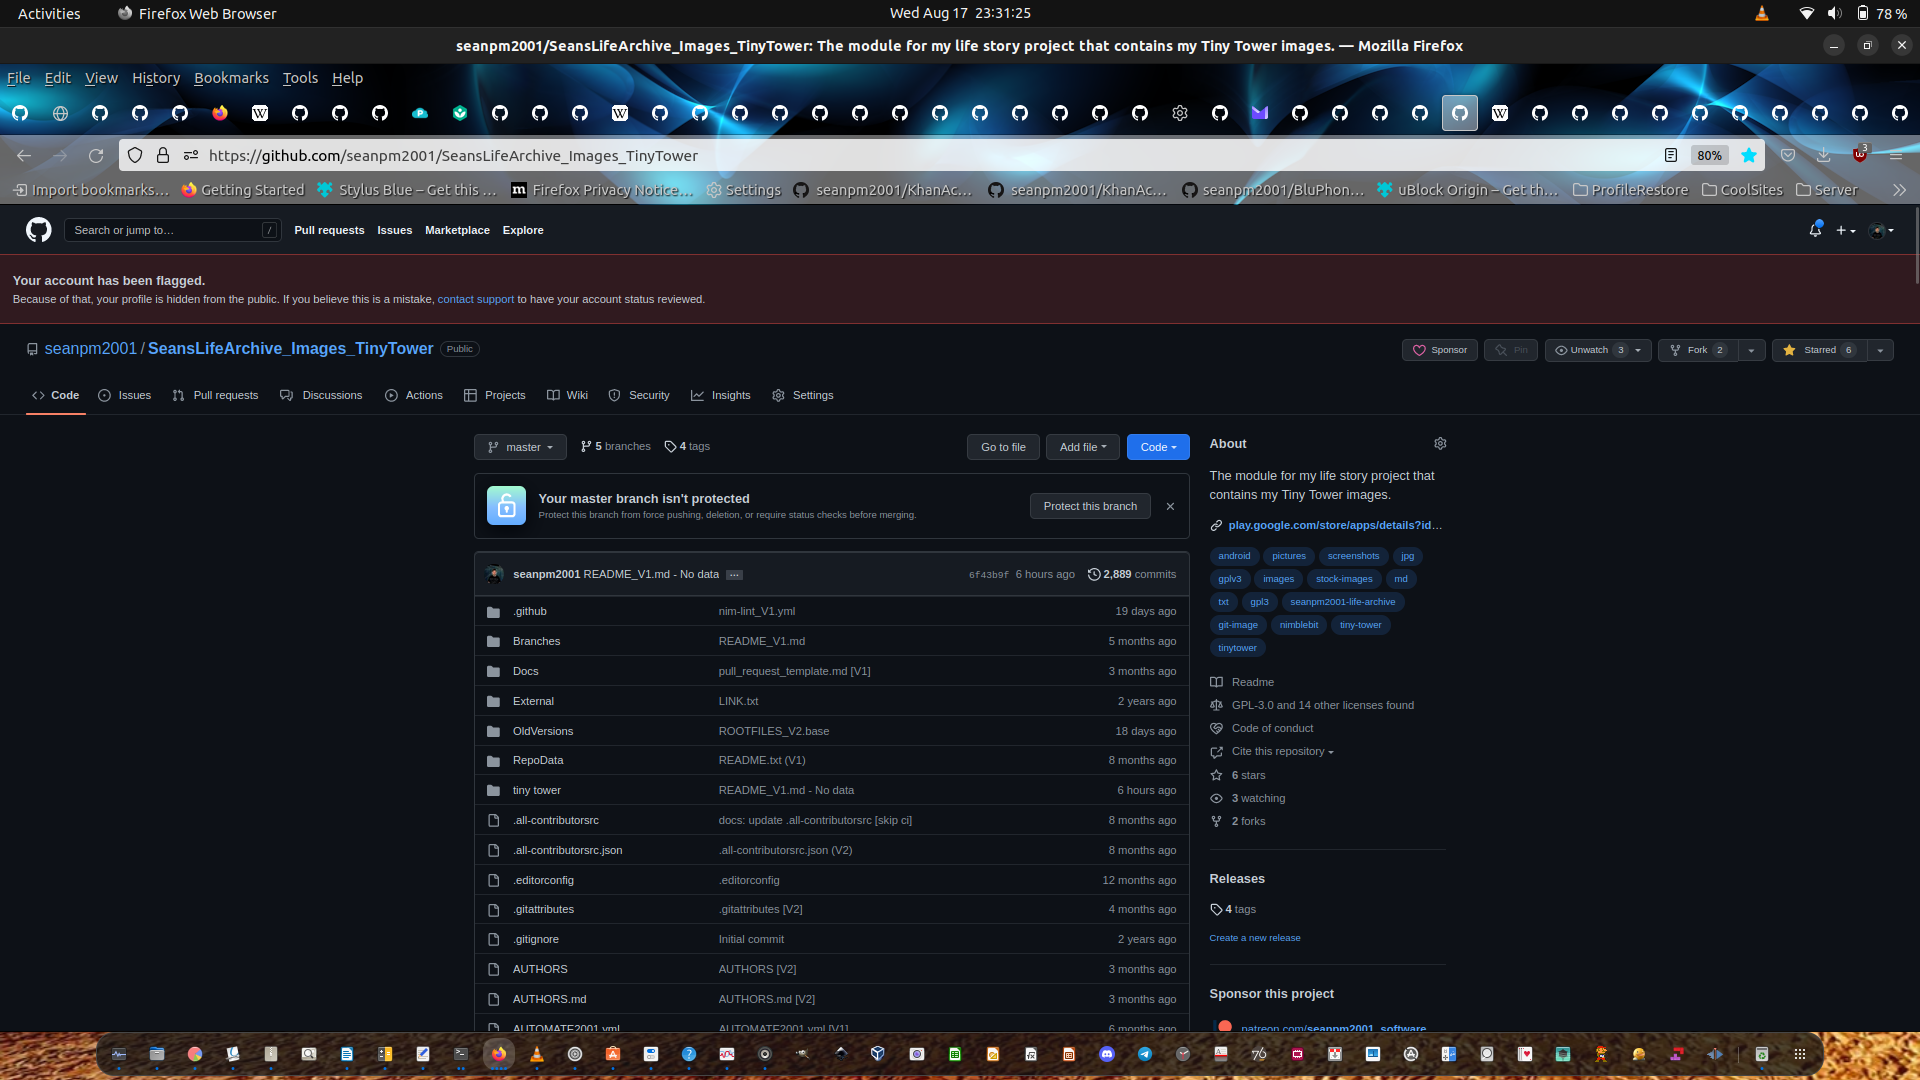 Activities
Firefox Web Browser
Wed Aug 17 23:31:25
78 %
seanpm2001/SeansLifeArchive_Images_TinyTower: The module for my life story project that contains my Tiny Tower images. — Mozilla Firefox
File Edit View History Bookmarks Tools Help
https://github.com/seanpm2001/SeansLifeArchive_Images_TinyTower
80%
3
Import bookmarks...
Getting Started
Stylus Blue – Get this ...
Firefox Privacy Notice...
Settings
seanpm2001/KhanAc...
seanpm2001/KhanAc...
seanpm2001/BluPhon...
uBlock Origin – Get th...
ProfileRestore
CoolSites
Server
Search or jump to... /
Pull requests Issues Marketplace Explore
Your account has been flagged.
Because of that, your profile is hidden from the public. If you believe this is a mistake, contact support to have your account status reviewed.
seanpm2001 / SeansLifeArchive_Images_TinyTower Public
Sponsor
Pin
Unwatch 3
Fork 2
Starred 6
Code Issues Pull requests Discussions Actions Projects Wiki Security Insights Settings
master
5 branches
4 tags
Go to file
Add file
Code
Your master branch isn't protected
Protect this branch from force pushing, deletion, or require status checks before merging.
Protect this branch
seanpm2001 README_V1.md - No data ...
6f43b9f 6 hours ago
2,889 commits
.github nim-lint_V1.yml 19 days ago
Branches README_V1.md 5 months ago
Docs pull_request_template.md [V1] 3 months ago
External LINK.txt 2 years ago
OldVersions ROOTFILES_V2.base 18 days ago
RepoData README.txt (V1) 8 months ago
tiny tower README_V1.md - No data 6 hours ago
.all-contributorsrc docs: update .all-contributorsrc [skip ci] 8 months ago
.all-contributorsrc.json .all-contributorsrc.json (V2) 8 months ago
.editorconfig .editorconfig 12 months ago
.gitattributes .gitattributes [V2] 4 months ago
.gitignore Initial commit 2 years ago
AUTHORS AUTHORS [V2] 3 months ago
AUTHORS.md AUTHORS.md [V2] 3 months ago
AUTOMATE2001.yml AUTOMATE2001.yml [V1] 6 months ago
About
The module for my life story project that
contains my Tiny Tower images.
play.google.com/store/apps/details?id...
android pictures screenshots jpg
gplv3 images stock-images md
txt gpl3 seanpm2001-life-archive
git-image nimblebit tiny-tower
tinytower
Readme
GPL-3.0 and 14 other licenses found
Code of conduct
Cite this repository
6 stars
3 watching
2 forks
Releases
4 tags
Create a new release
Sponsor this project
patreon.com/seanpm2001_software